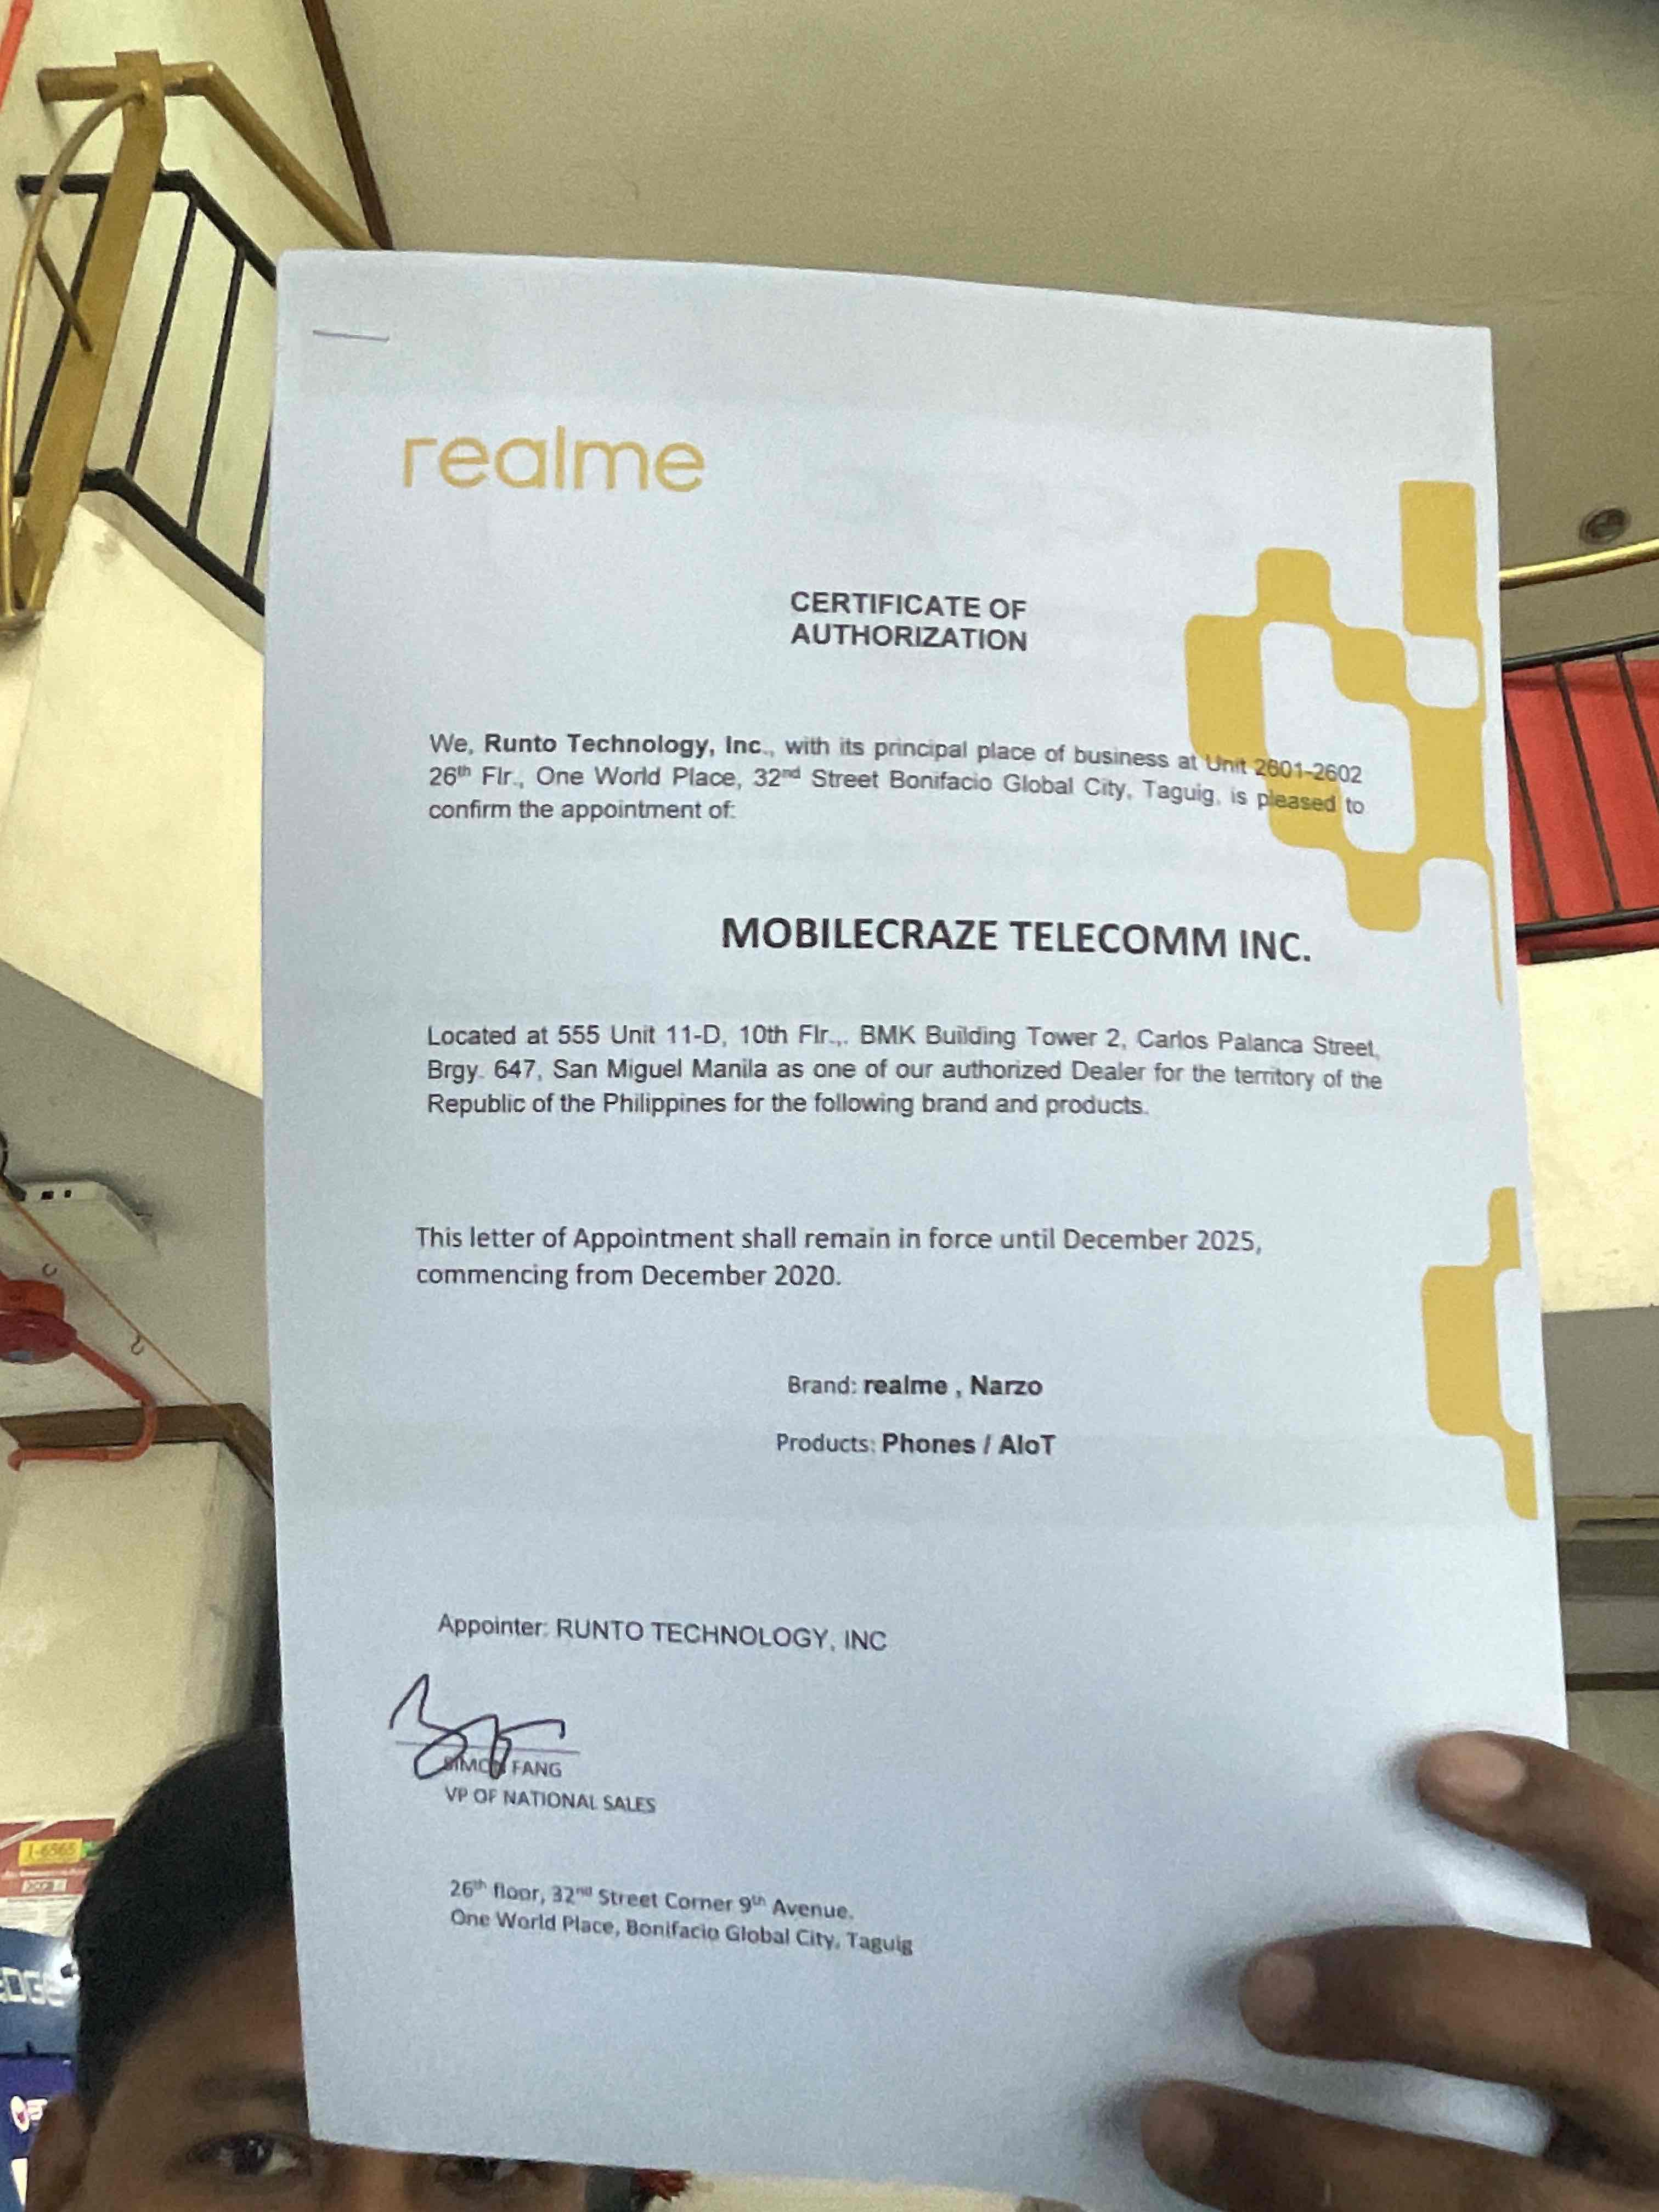 realme
CERTIFICATE OF
AUTHORIZATION
We, Runto Technology, Inc., with its principal place of business at Unit 2601-2602
26th Flr., One World Place, 32nd Street Bonifacio Global City, Taguig, is pleased to
confirm the appointment of:
MOBILECRAZE TELECOMM INC.
Located at 555 Unit 11-D, 10th Flr.,. BMK Building Tower 2, Carlos Palanca Street,
Brgy. 647, San Miguel Manila as one of our authorized Dealer for the territory of the
Republic of the Philippines for the following brand and products.
This letter of Appointment shall remain in force until December 2025,
commencing from December 2020.
Brand: realme , Narzo
Products: Phones / AIoT
Appointer: RUNTO TECHNOLOGY, INC
SIMON FANG
VP OF NATIONAL SALES
26th floor, 32nd Street Corner 9th Avenue.
One World Place, Bonifacio Global City, Taguig